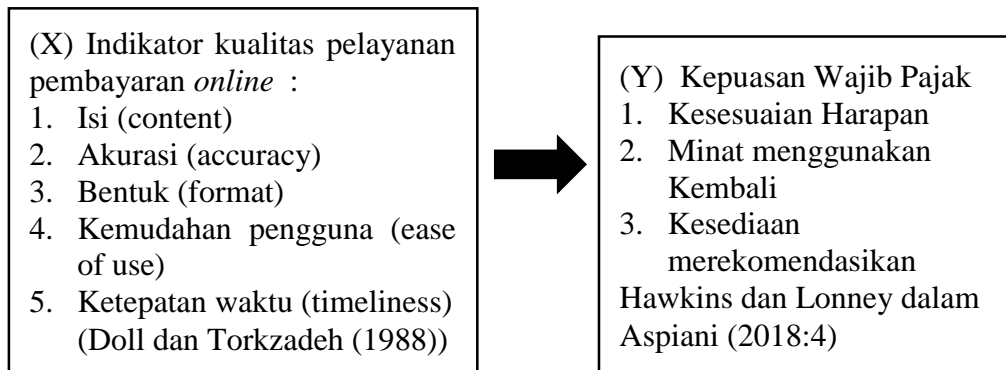 (X) Indikator kualitas pelayanan
pembayaran online :
1. Isi (content)
2. Akurasi (accuracy)
3. Bentuk (format)
4. Kemudahan pengguna (ease
of use)
5. Ketepatan waktu (timeliness)
(Doll dan Torkzadeh (1988))
(Y) Kepuasan Wajib Pajak
1. Kesesuaian Harapan
2. Minat menggunakan
Kembali
3. Kesediaan
merekomendasikan
Hawkins dan Lonney dalam
Aspiani (2018:4)